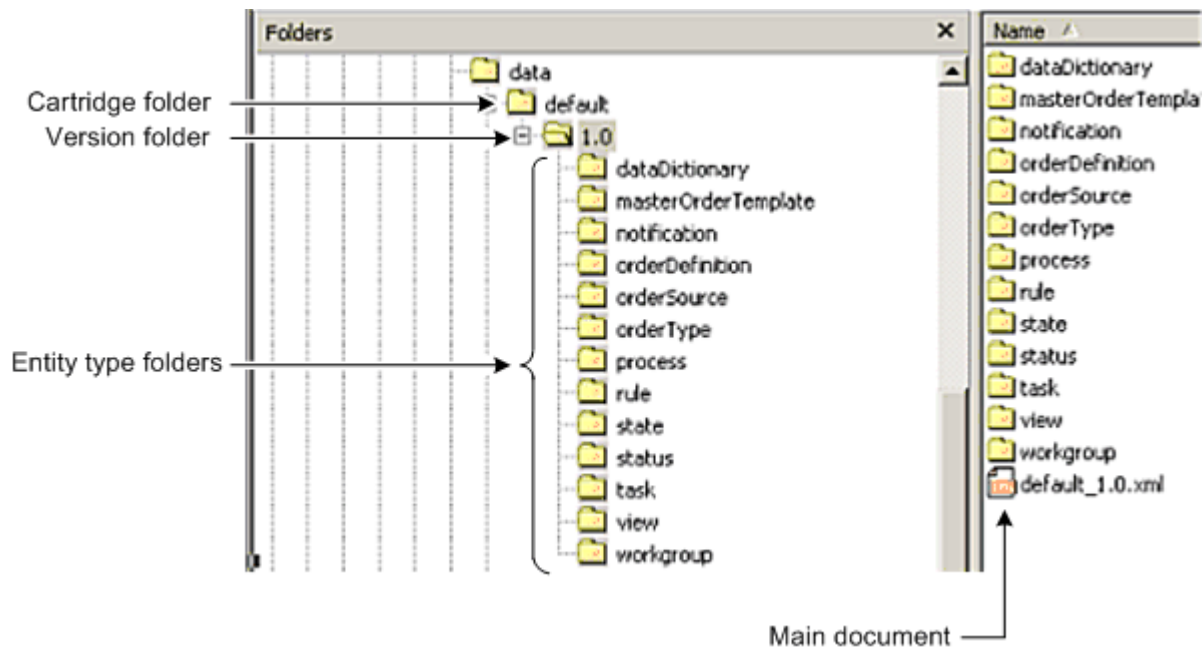 Folders
data
Cartridge folder
default
Version folder
1.0
Entity type folders
dataDictionary
masterOrderTemplate
notification
orderDefinition
orderSource
orderType
process
rule
state
status
task
view
workgroup
Name
dataDictionary
masterOrderTempla
notification
orderDefinition
orderSource
orderType
process
rule
state
status
task
view
workgroup
default_1.0.xml
Main document